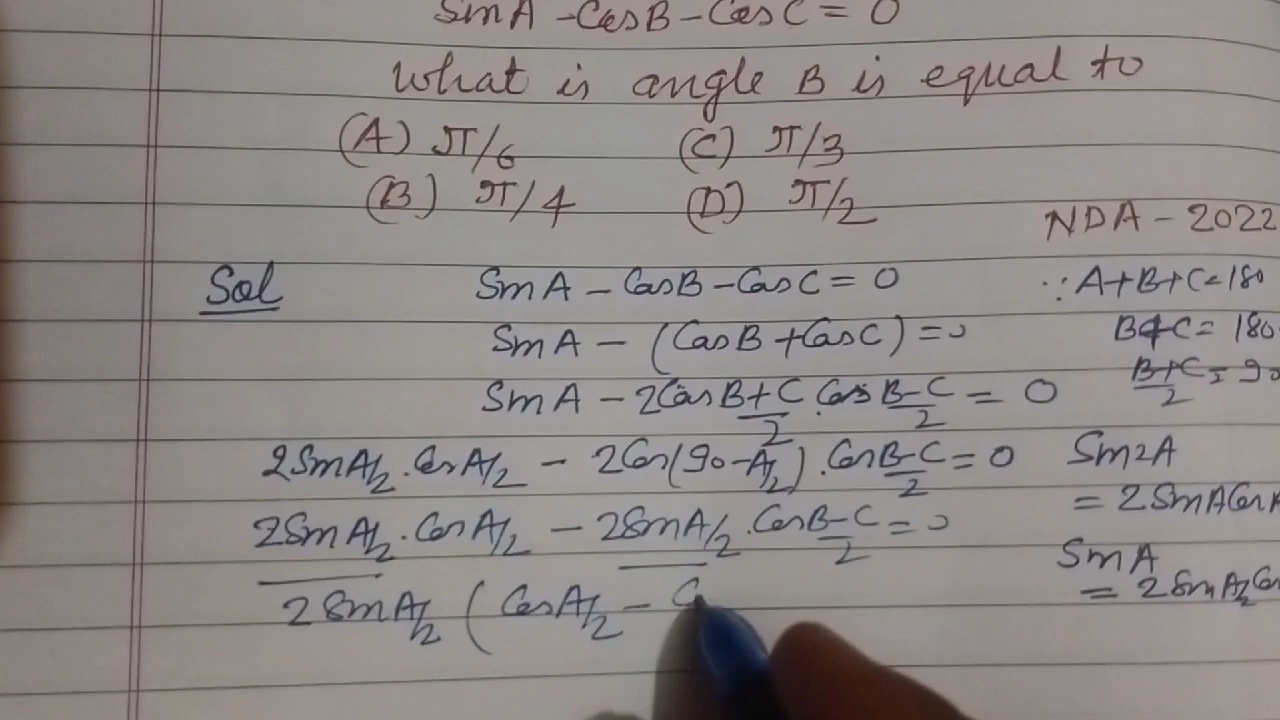 SinA - CosB - CosC = 0
What is angle B is equal to
(A) π/6 (C) π/3
(B) π/4 (D) π/2
NDA - 2022
Sol SinA - CosB - CosC = 0 ∵ A+B+C=180
SinA - (CosB + CosC) = 0 B+C = 180
SinA - 2Cos B+C/2 . Cos B-C/2 = 0 B+C/2 = 90
2SinA/2 . CosA/2 - 2Cos(90-A/2) . Cos B-C/2 = 0 Sin2A
2SinA/2 . CosA/2 - 2SinA/2 . Cos B-C/2 = 0 = 2SinACosA
2SinA/2 ( CosA/2 - C SinA
= 2SinA/2 Cos